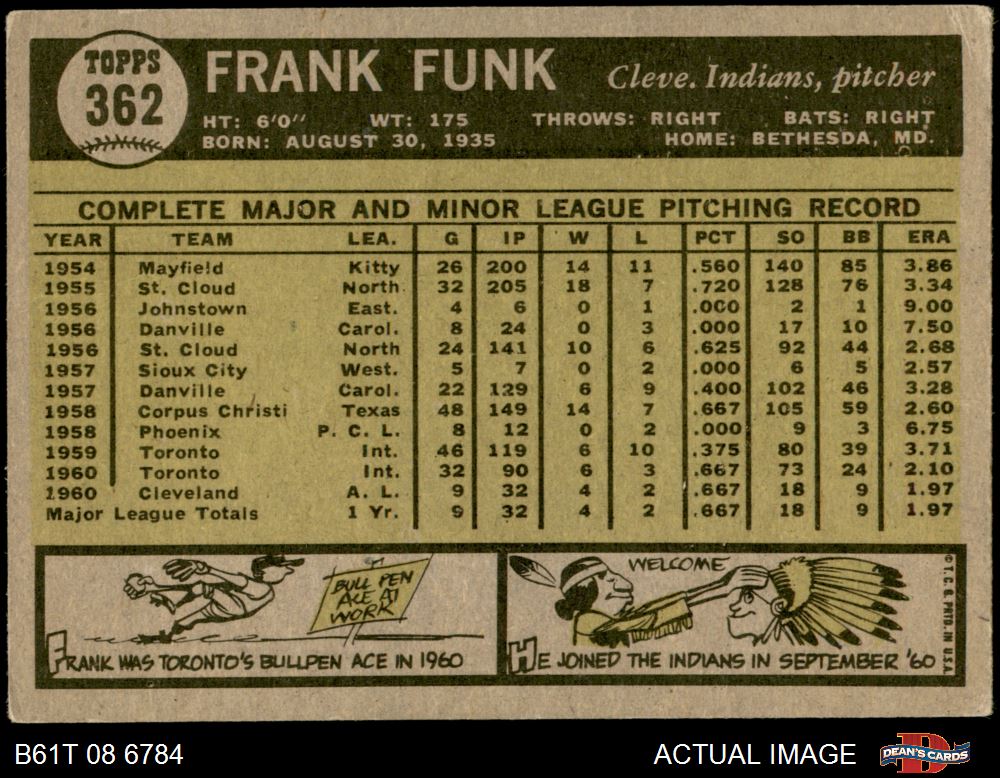 TOPPS
362
FRANK FUNK Cleve. Indians, pitcher
HT: 6'0'' WT: 175 THROWS: RIGHT BATS: RIGHT
BORN: AUGUST 30, 1935 HOME: BETHESDA, MD.
COMPLETE MAJOR AND MINOR LEAGUE PITCHING RECORD
YEAR TEAM LEA. G IP W L PCT SO BB ERA
1954 Mayfield Kitty 26 200 14 11 .560 140 85 3.86
1955 St. Cloud North. 32 205 18 7 .720 128 76 3.34
1956 Johnstown East. 4 6 0 1 .000 2 1 9.00
1956 Danville Carol. 8 24 0 3 .000 17 10 7.50
1956 St. Cloud North 24 141 10 6 .625 92 44 2.68
1957 Sioux City West. 5 7 0 2 .000 6 5 2.57
1957 Danville Carol. 22 129 6 9 .400 102 46 3.28
1958 Corpus Christi Texas 48 149 14 7 .667 105 59 2.60
1958 Phoenix P. C. L. 8 12 0 2 .000 9 3 6.75
1959 Toronto Int. 46 119 6 10 .375 80 39 3.71
1960 Toronto Int. 32 90 6 3 .667 73 24 2.10
1960 Cleveland A. L. 9 32 4 2 .667 18 9 1.97
Major League Totals 1 Yr. 9 32 4 2 .667 18 9 1.97
BULL PEN
ACE AT
WORK
FRANK WAS TORONTO'S BULLPEN ACE IN 1960
WELCOME
HE JOINED THE INDIANS IN SEPTEMBER '60
© T. C. G. PRTD. IN U.S.A.
B61T 08 6784 ACTUAL IMAGE
D
DEAN'S CARDS